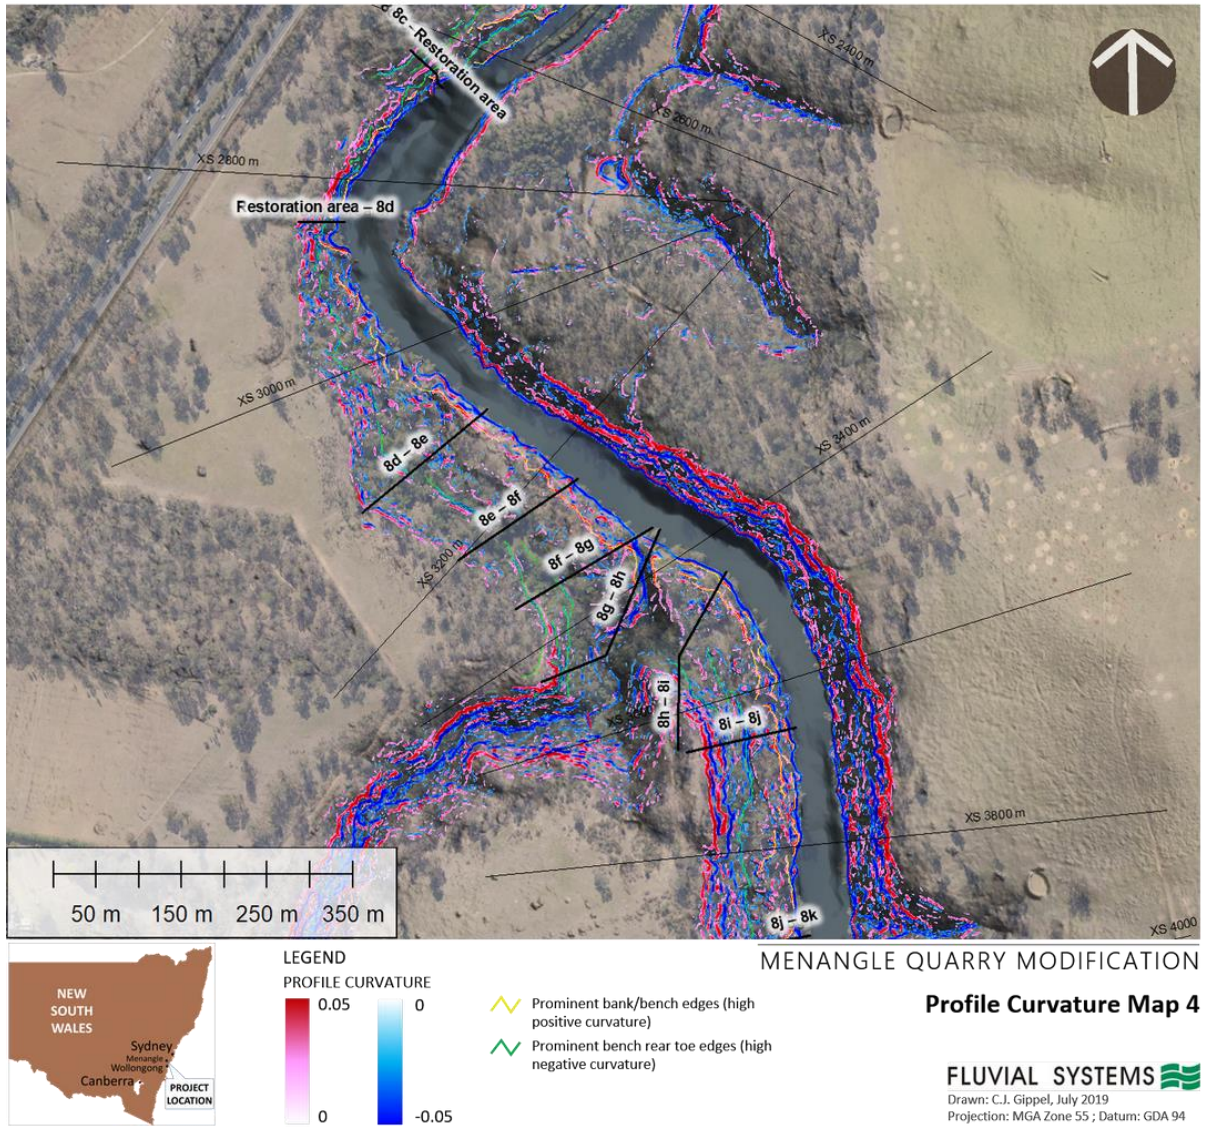 8c - Restoration area
XS 2400 m
XS 2600 m
XS 2800 m
Restoration area – 8d
XS 3000 m
XS 3400 m
8d – 8e
8e – 8f
XS 3200 m
8f – 8g
8g – 8h
8h – 8i
8i – 8j
XS 3800 m
8j – 8k
XS 4000
50 m 150 m 250 m 350 m
NEW
SOUTH
WALES
Sydney
Menangle
Wollongong
Canberra
PROJECT
LOCATION
LEGEND
PROFILE CURVATURE
0.05
0
0
-0.05
Prominent bank/bench edges (high
positive curvature)
Prominent bench rear toe edges (high
negative curvature)
MENANGLE QUARRY MODIFICATION
Profile Curvature Map 4
FLUVIAL SYSTEMS
Drawn: C.J. Gippel, July 2019
Projection: MGA Zone 55 ; Datum: GDA 94